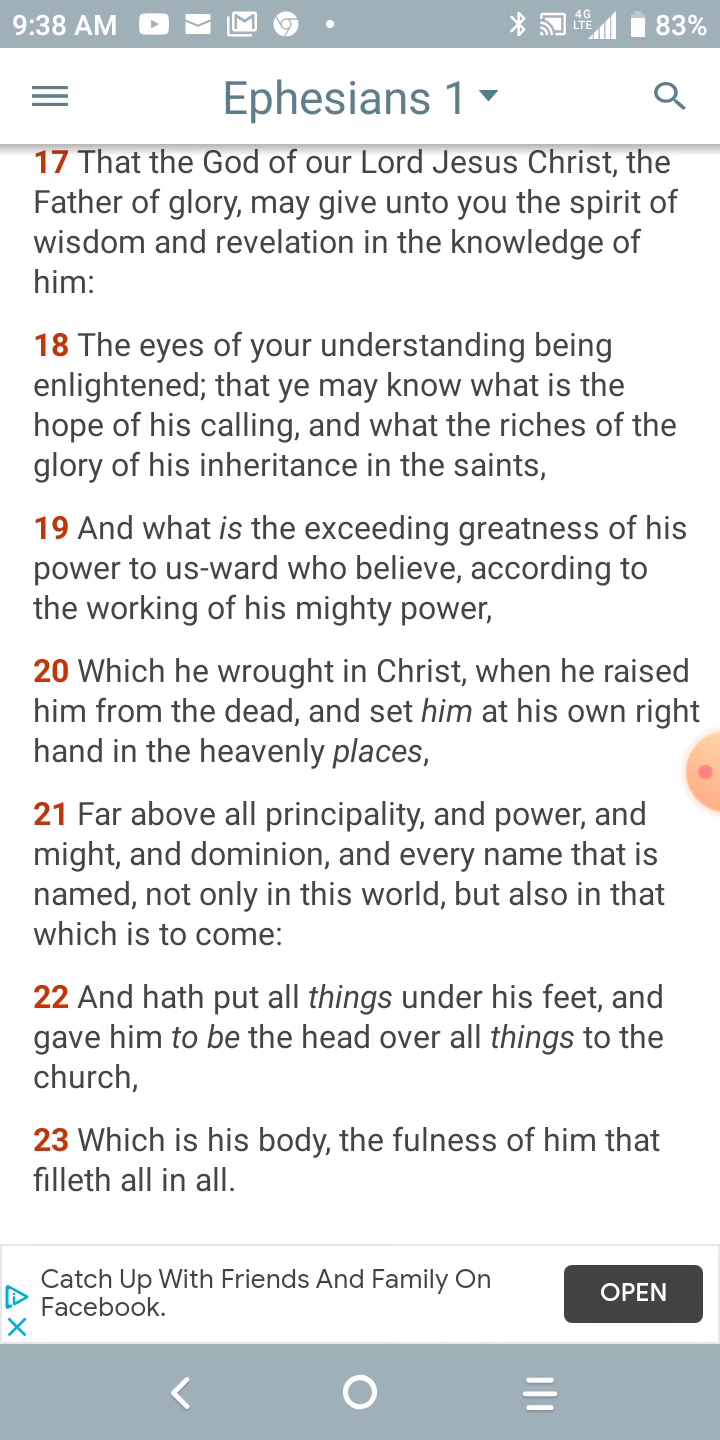 9:38 AM 4G LTE 83%
Ephesians 1
17 That the God of our Lord Jesus Christ, the
Father of glory, may give unto you the spirit of
wisdom and revelation in the knowledge of
him:
18 The eyes of your understanding being
enlightened; that ye may know what is the
hope of his calling, and what the riches of the
glory of his inheritance in the saints,
19 And what is the exceeding greatness of his
power to us-ward who believe, according to
the working of his mighty power,
20 Which he wrought in Christ, when he raised
him from the dead, and set him at his own right
hand in the heavenly places,
21 Far above all principality, and power, and
might, and dominion, and every name that is
named, not only in this world, but also in that
which is to come:
22 And hath put all things under his feet, and
gave him to be the head over all things to the
church,
23 Which is his body, the fulness of him that
filleth all in all.
Catch Up With Friends And Family On
Facebook.
OPEN